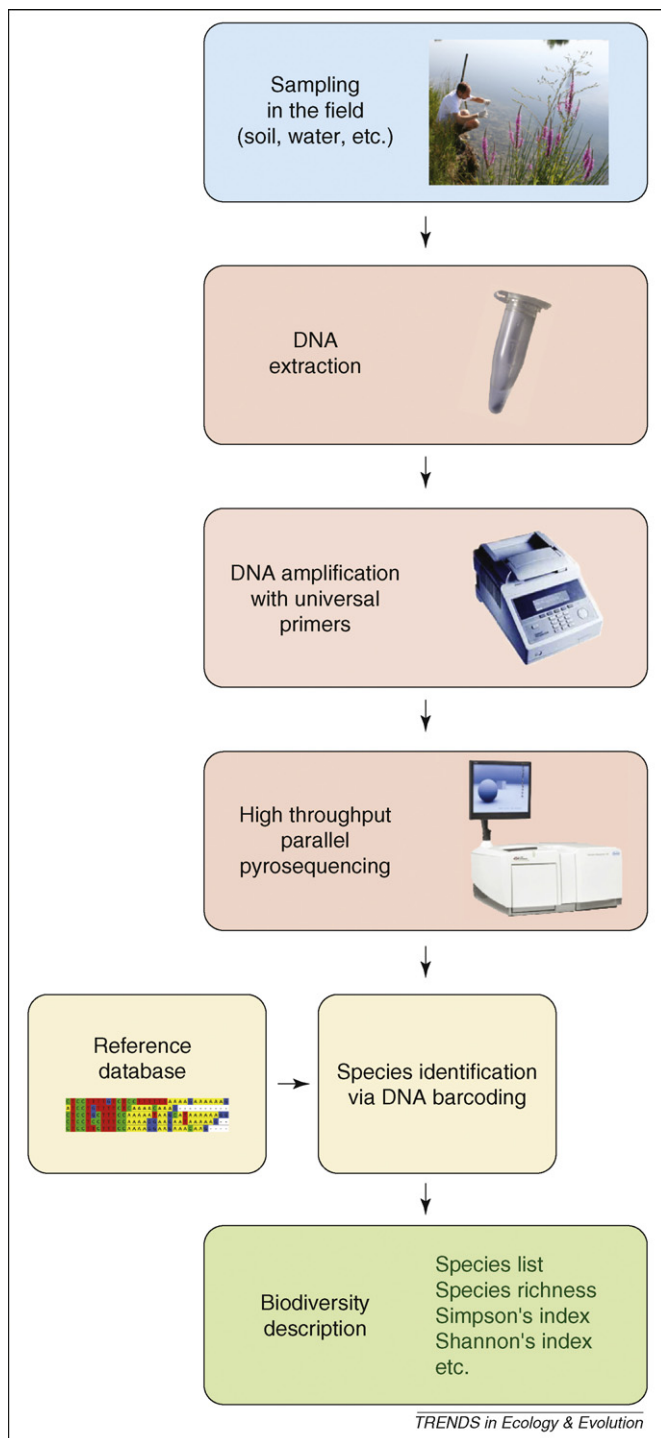 Sampling
in the field
(soil, water, etc.)
DNA
extraction
DNA amplification
with universal
primers
High throughput
parallel
pyrosequencing
Reference
database
Species identification
via DNA barcoding
Biodiversity
description
Species list
Species richness
Simpson's index
Shannon's index
etc.
TRENDS in Ecology & Evolution